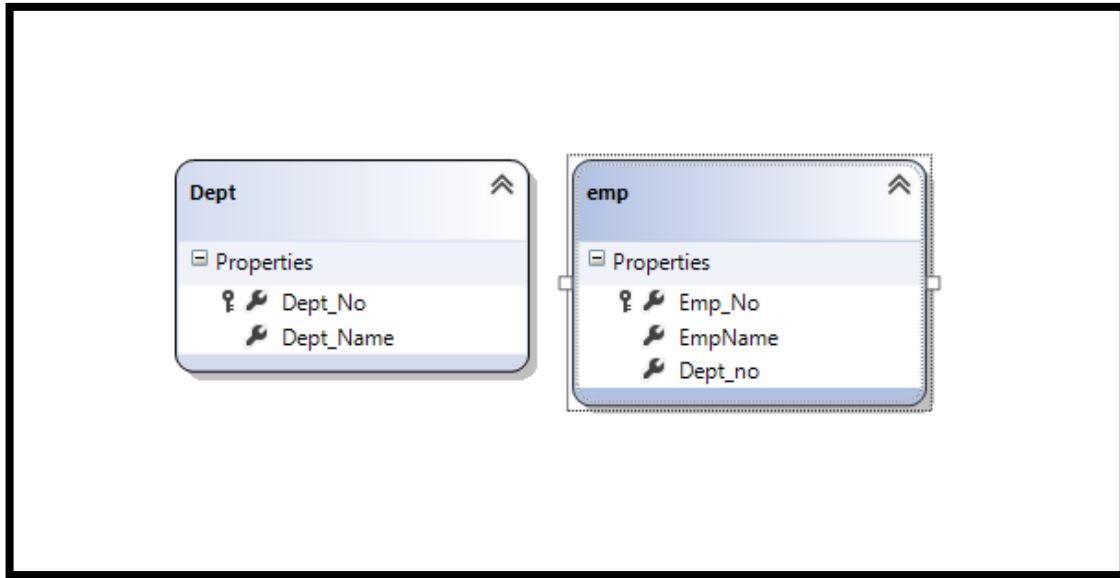 Dept
Properties
Dept_No
Dept_Name
emp
Properties
Emp_No
EmpName
Dept_no